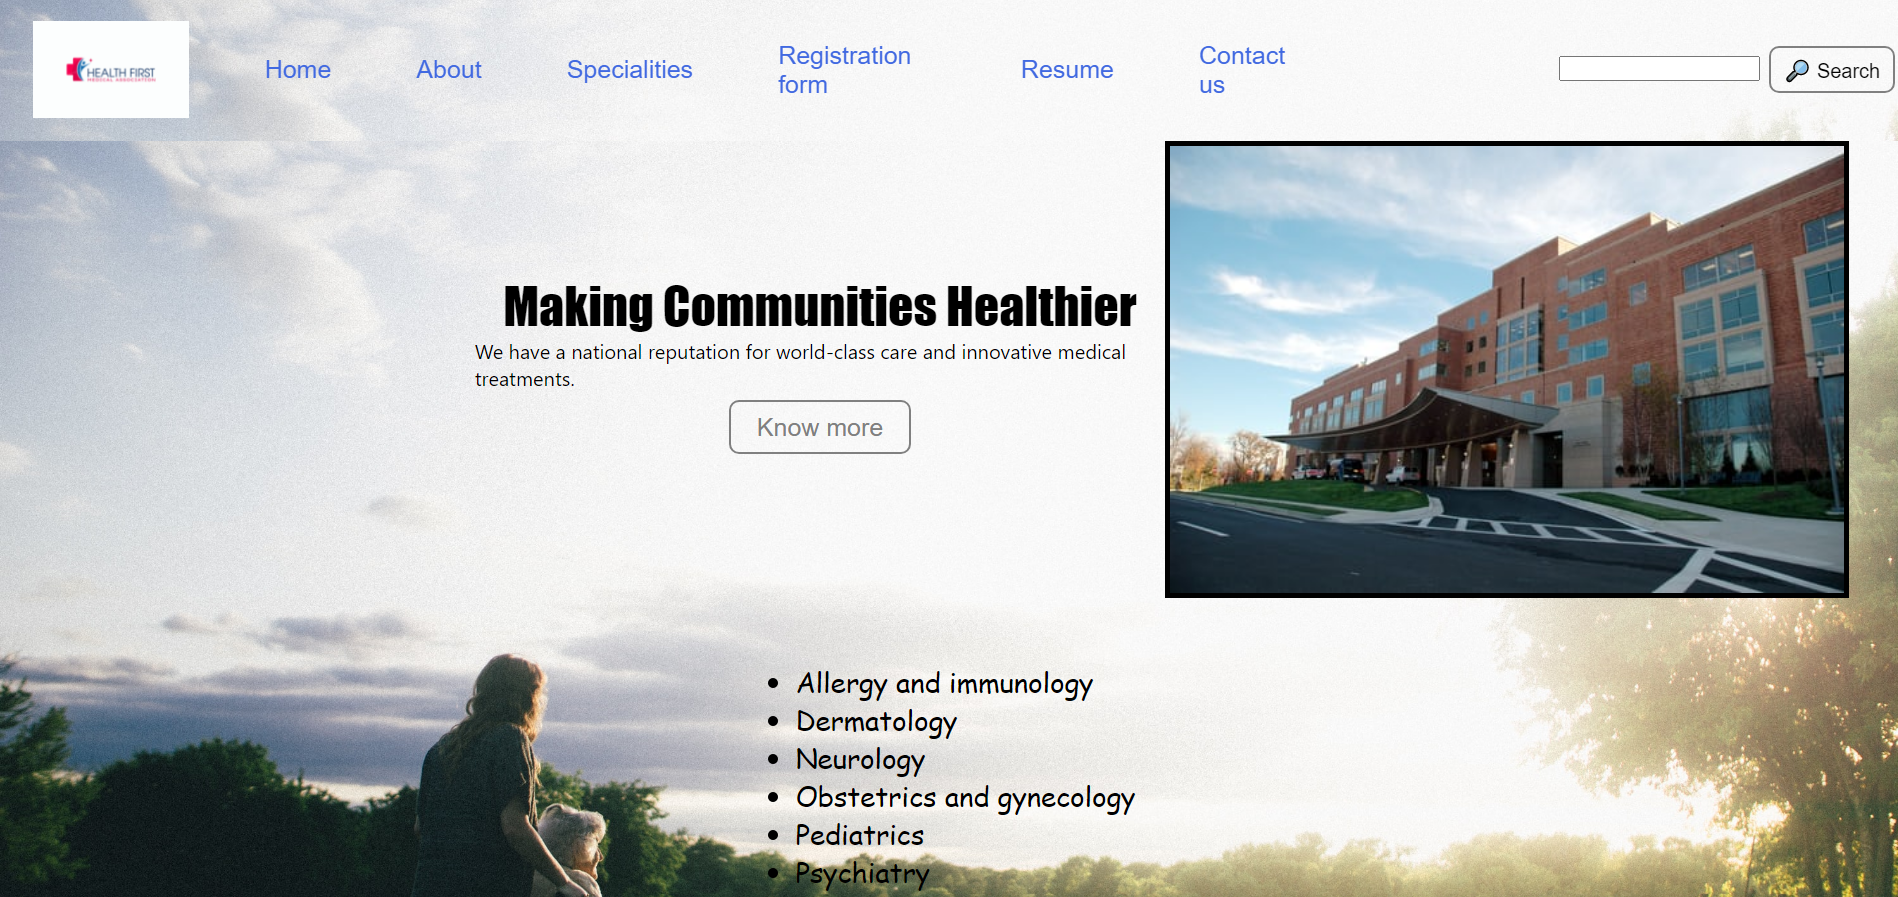 HEALTH FIRST
MEDICAL ASSOCIATION
Home
About
Specialities
Registration
form
Resume
Contact
us
Search
Making Communities Healthier
We have a national reputation for world-class care and innovative medical
treatments.
Know more
Allergy and immunology
Dermatology
Neurology
Obstetrics and gynecology
Pediatrics
Psychiatry